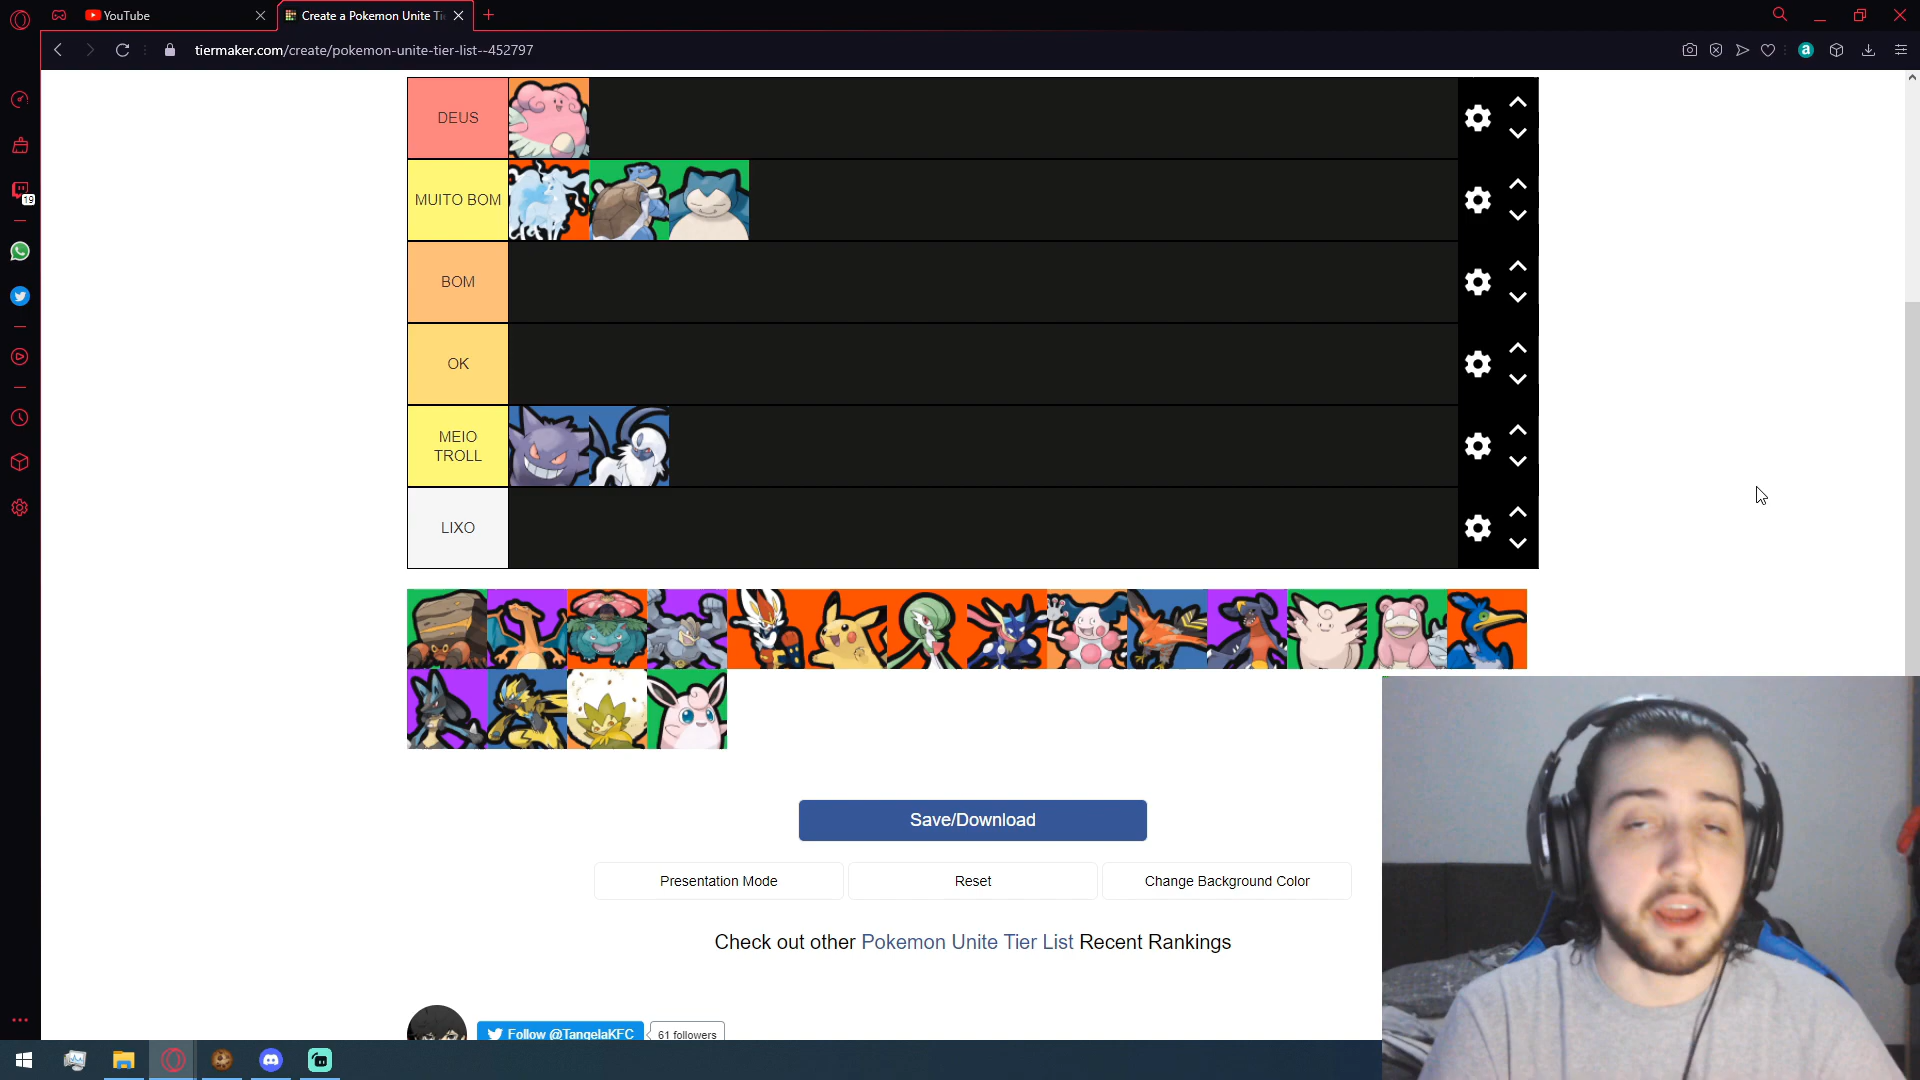 YouTube
Create a Pokemon Unite Ti
tiermaker.com/create/pokemon-unite-tier-list--452797
a
19
DEUS
MUITO BOM
BOM
OK
MEIO
TROLL
LIXO
Save/Download
Presentation Mode
Reset
Change Background Color
Check out other Pokemon Unite Tier List Recent Rankings
Follow @TangelaKFC
61 followers